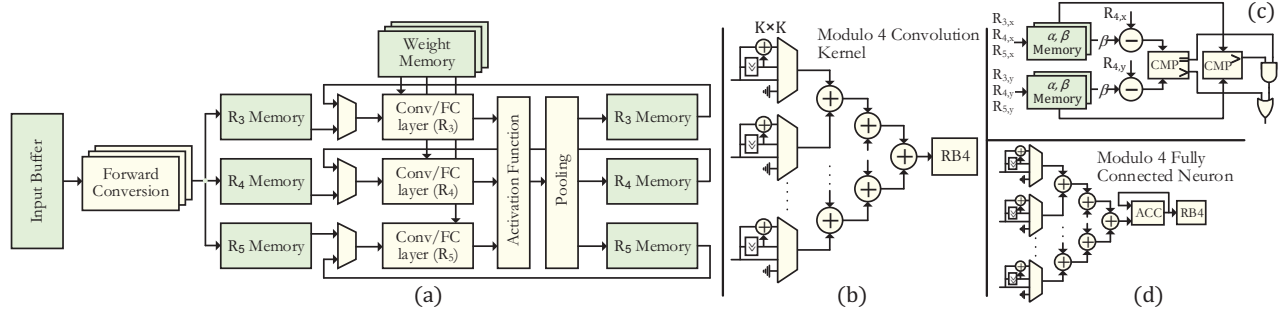 Weight
Memory
Input Buffer
Forward
Conversion
R₃ Memory
R₄ Memory
R₅ Memory
Conv/FC
layer (R₃)
Conv/FC
layer (R₄)
Conv/FC
layer (R₅)
Activation Function
Pooling
R₃ Memory
R₄ Memory
R₅ Memory
(a)
K×K
Modulo 4 Convolution
Kernel
RB4
(b)
(c)
R₃,ₓ
R₄,ₓ
R₅,ₓ
α, β
Memory
β
R₄,ₓ
R₃,ᵧ
R₄,ᵧ
R₅,ᵧ
α, β
Memory
β
R₄,ᵧ
CMP
CMP
Modulo 4 Fully
Connected Neuron
ACC
RB4
(d)